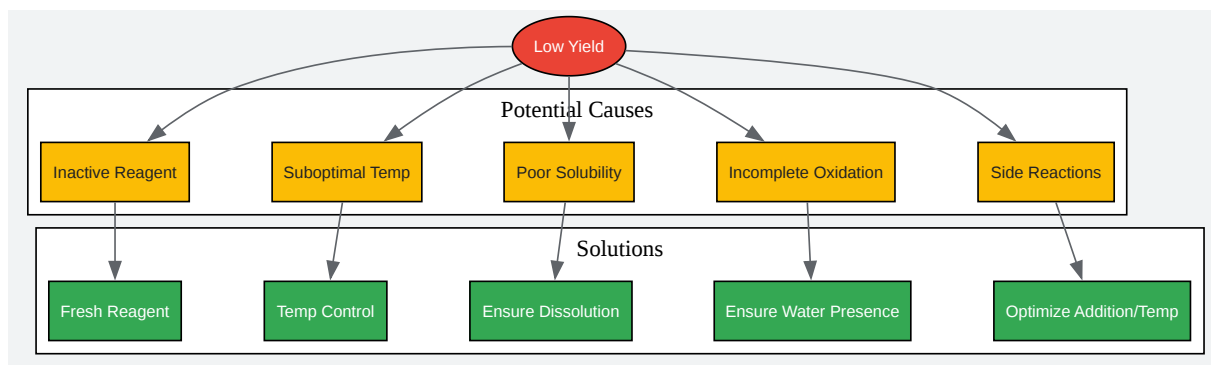 Low Yield
Potential Causes
Inactive Reagent
Suboptimal Temp
Poor Solubility
Incomplete Oxidation
Side Reactions
Solutions
Fresh Reagent
Temp Control
Ensure Dissolution
Ensure Water Presence
Optimize Addition/Temp